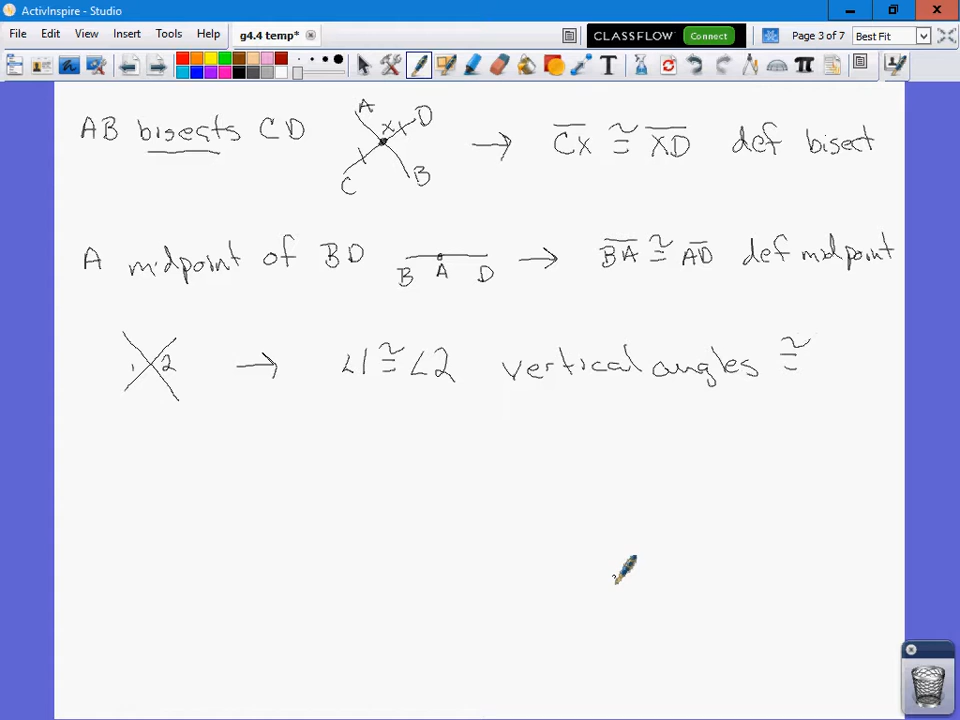 ActivInspire - Studio
File Edit View Insert Tools Help g4.4 temp* CLASSFLOW Connect Page 3 of 7 Best Fit
AB bisects CD A X D C B → CX ≅ XD def bisect
A midpoint of BD B A D → BA ≅ AD def midpoint
1 2 → ∠1 ≅ ∠2 vertical angles ≅